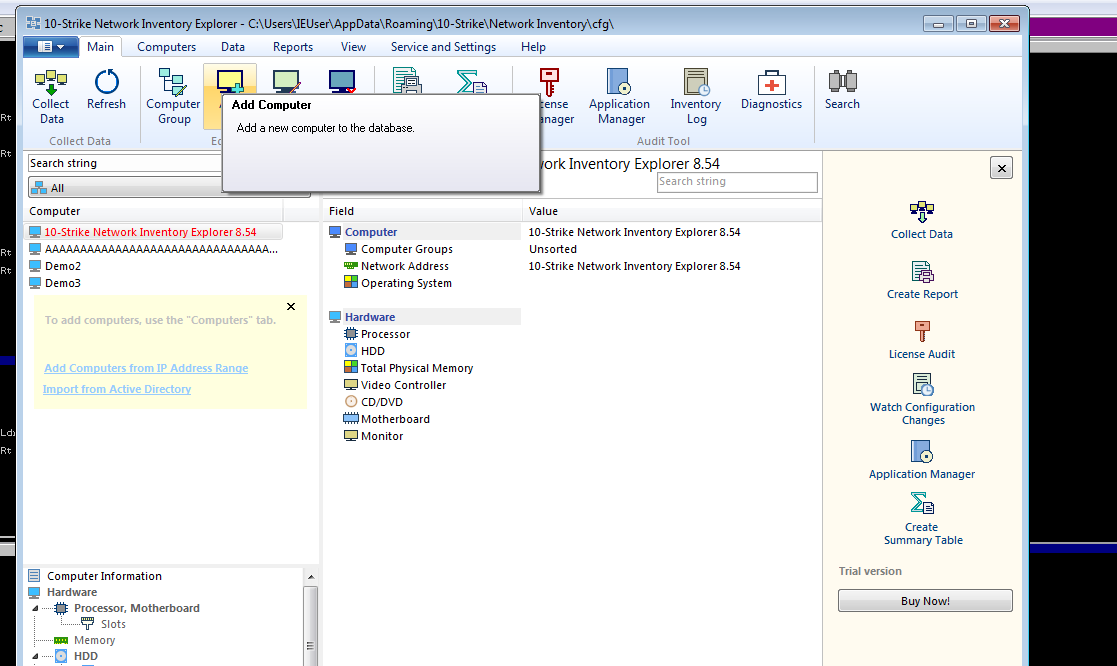 10-Strike Network Inventory Explorer - C:\Users\IEUser\AppData\Roaming\10-Strike\Network Inventory\cfg\
Main Computers Data Reports View Service and Settings Help
Collect Data
Refresh
Computer Group
Application Manager
Inventory Log
Diagnostics
Search
Collect Data
Audit Tool
Add Computer
Add a new computer to the database.
Search string
All
Computer
10-Strike Network Inventory Explorer 8.54
AAAAAAAAAAAAAAAAAAAAAAAAAAAAAAAAA...
Demo2
Demo3
To add computers, use the "Computers" tab.
Add Computers from IP Address Range
Import from Active Directory
Computer Information
Hardware
Processor, Motherboard
Slots
Memory
HDD
Inventory Explorer 8.54
Search string
Field Value
Computer 10-Strike Network Inventory Explorer 8.54
Computer Groups Unsorted
Network Address 10-Strike Network Inventory Explorer 8.54
Operating System
Hardware
Processor
HDD
Total Physical Memory
Video Controller
CD/DVD
Motherboard
Monitor
Collect Data
Create Report
License Audit
Watch Configuration
Changes
Application Manager
Create
Summary Table
Trial version
Buy Now!
Rt
Rt
Rt
Rt
Rt